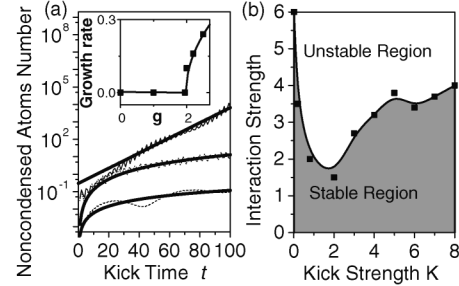 (a)
Noncondensed Atoms Number
10^8
10^5
10^2
10^-1
0 20 40 60 80 100
Kick Time t
Growth rate
0.3
0.0
0 g 2
(b)
Interaction Strength
6
5
4
3
2
1
0
Unstable Region
Stable Region
0 2 4 6 8
Kick Strength K